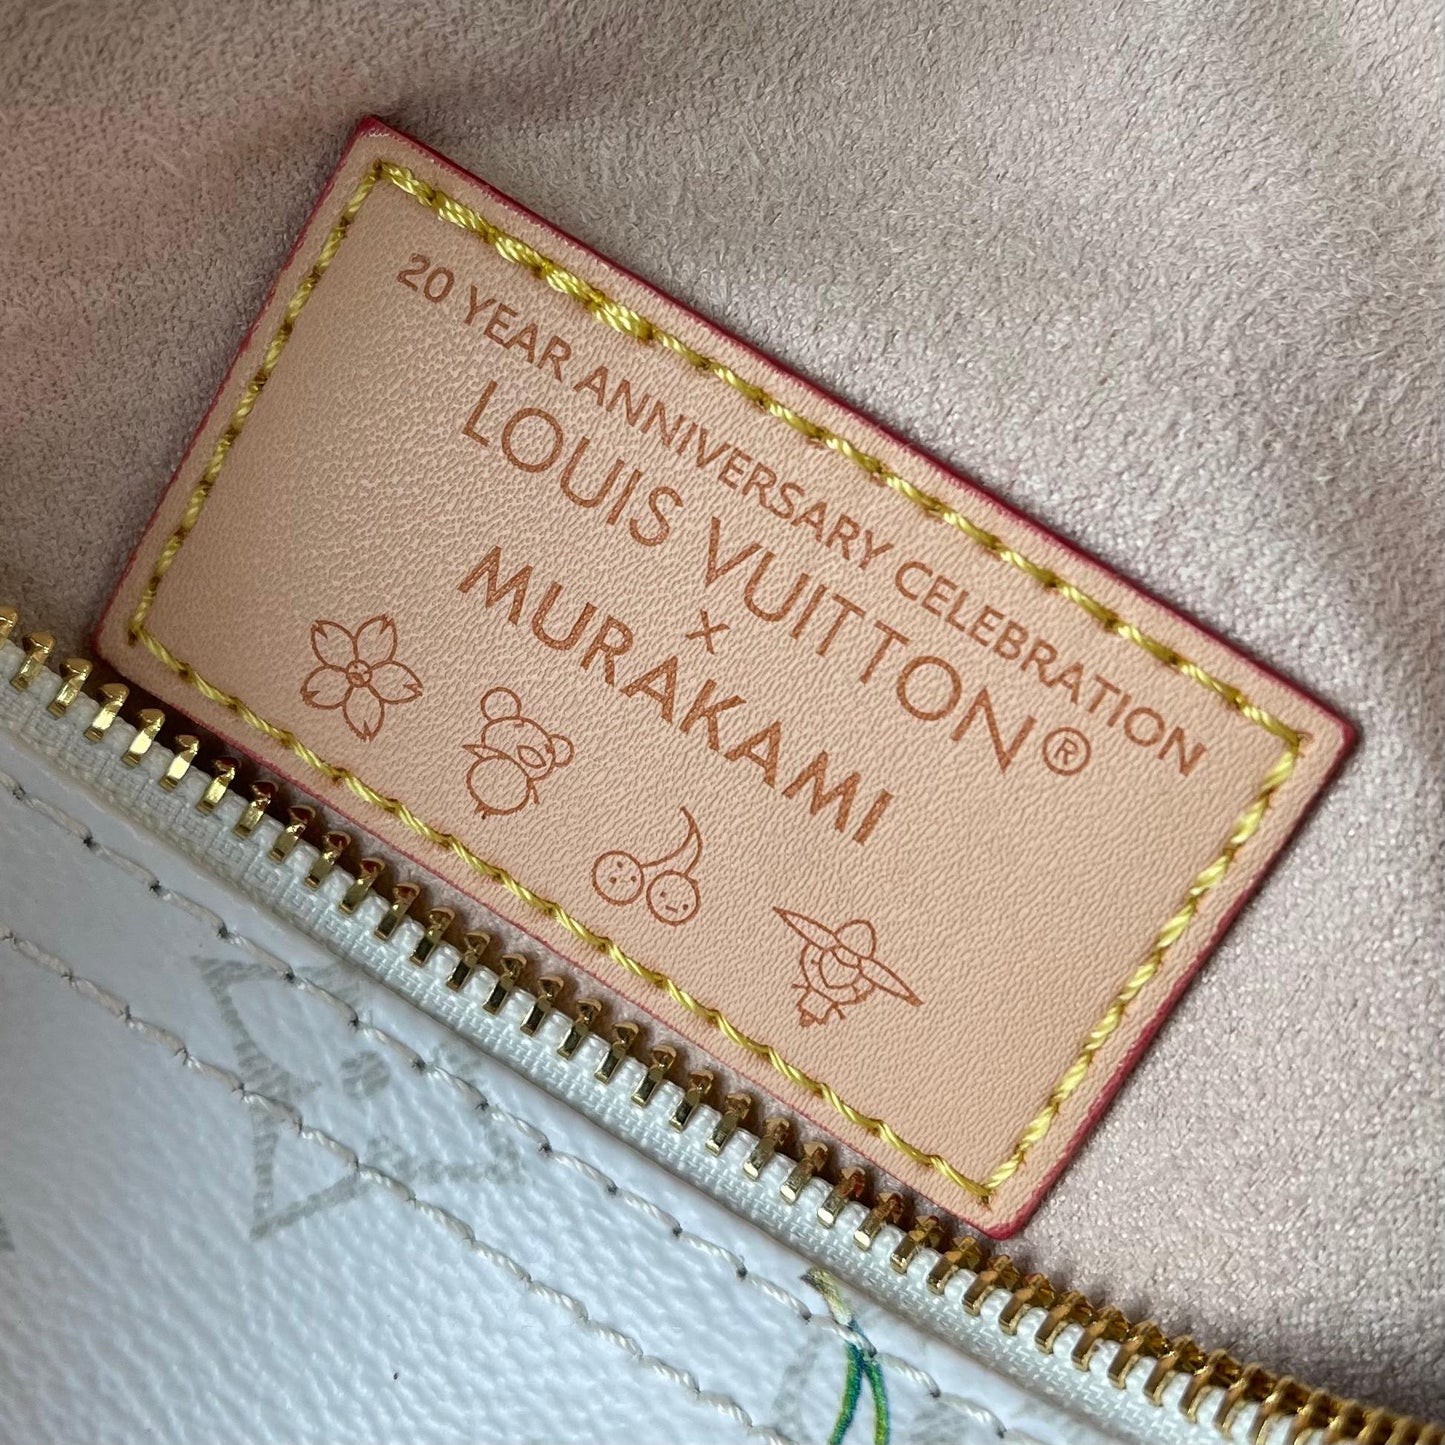 20 YEAR ANNIVERSARY CELEBRATION
LOUIS VUITTON®
×
MURAKAMI